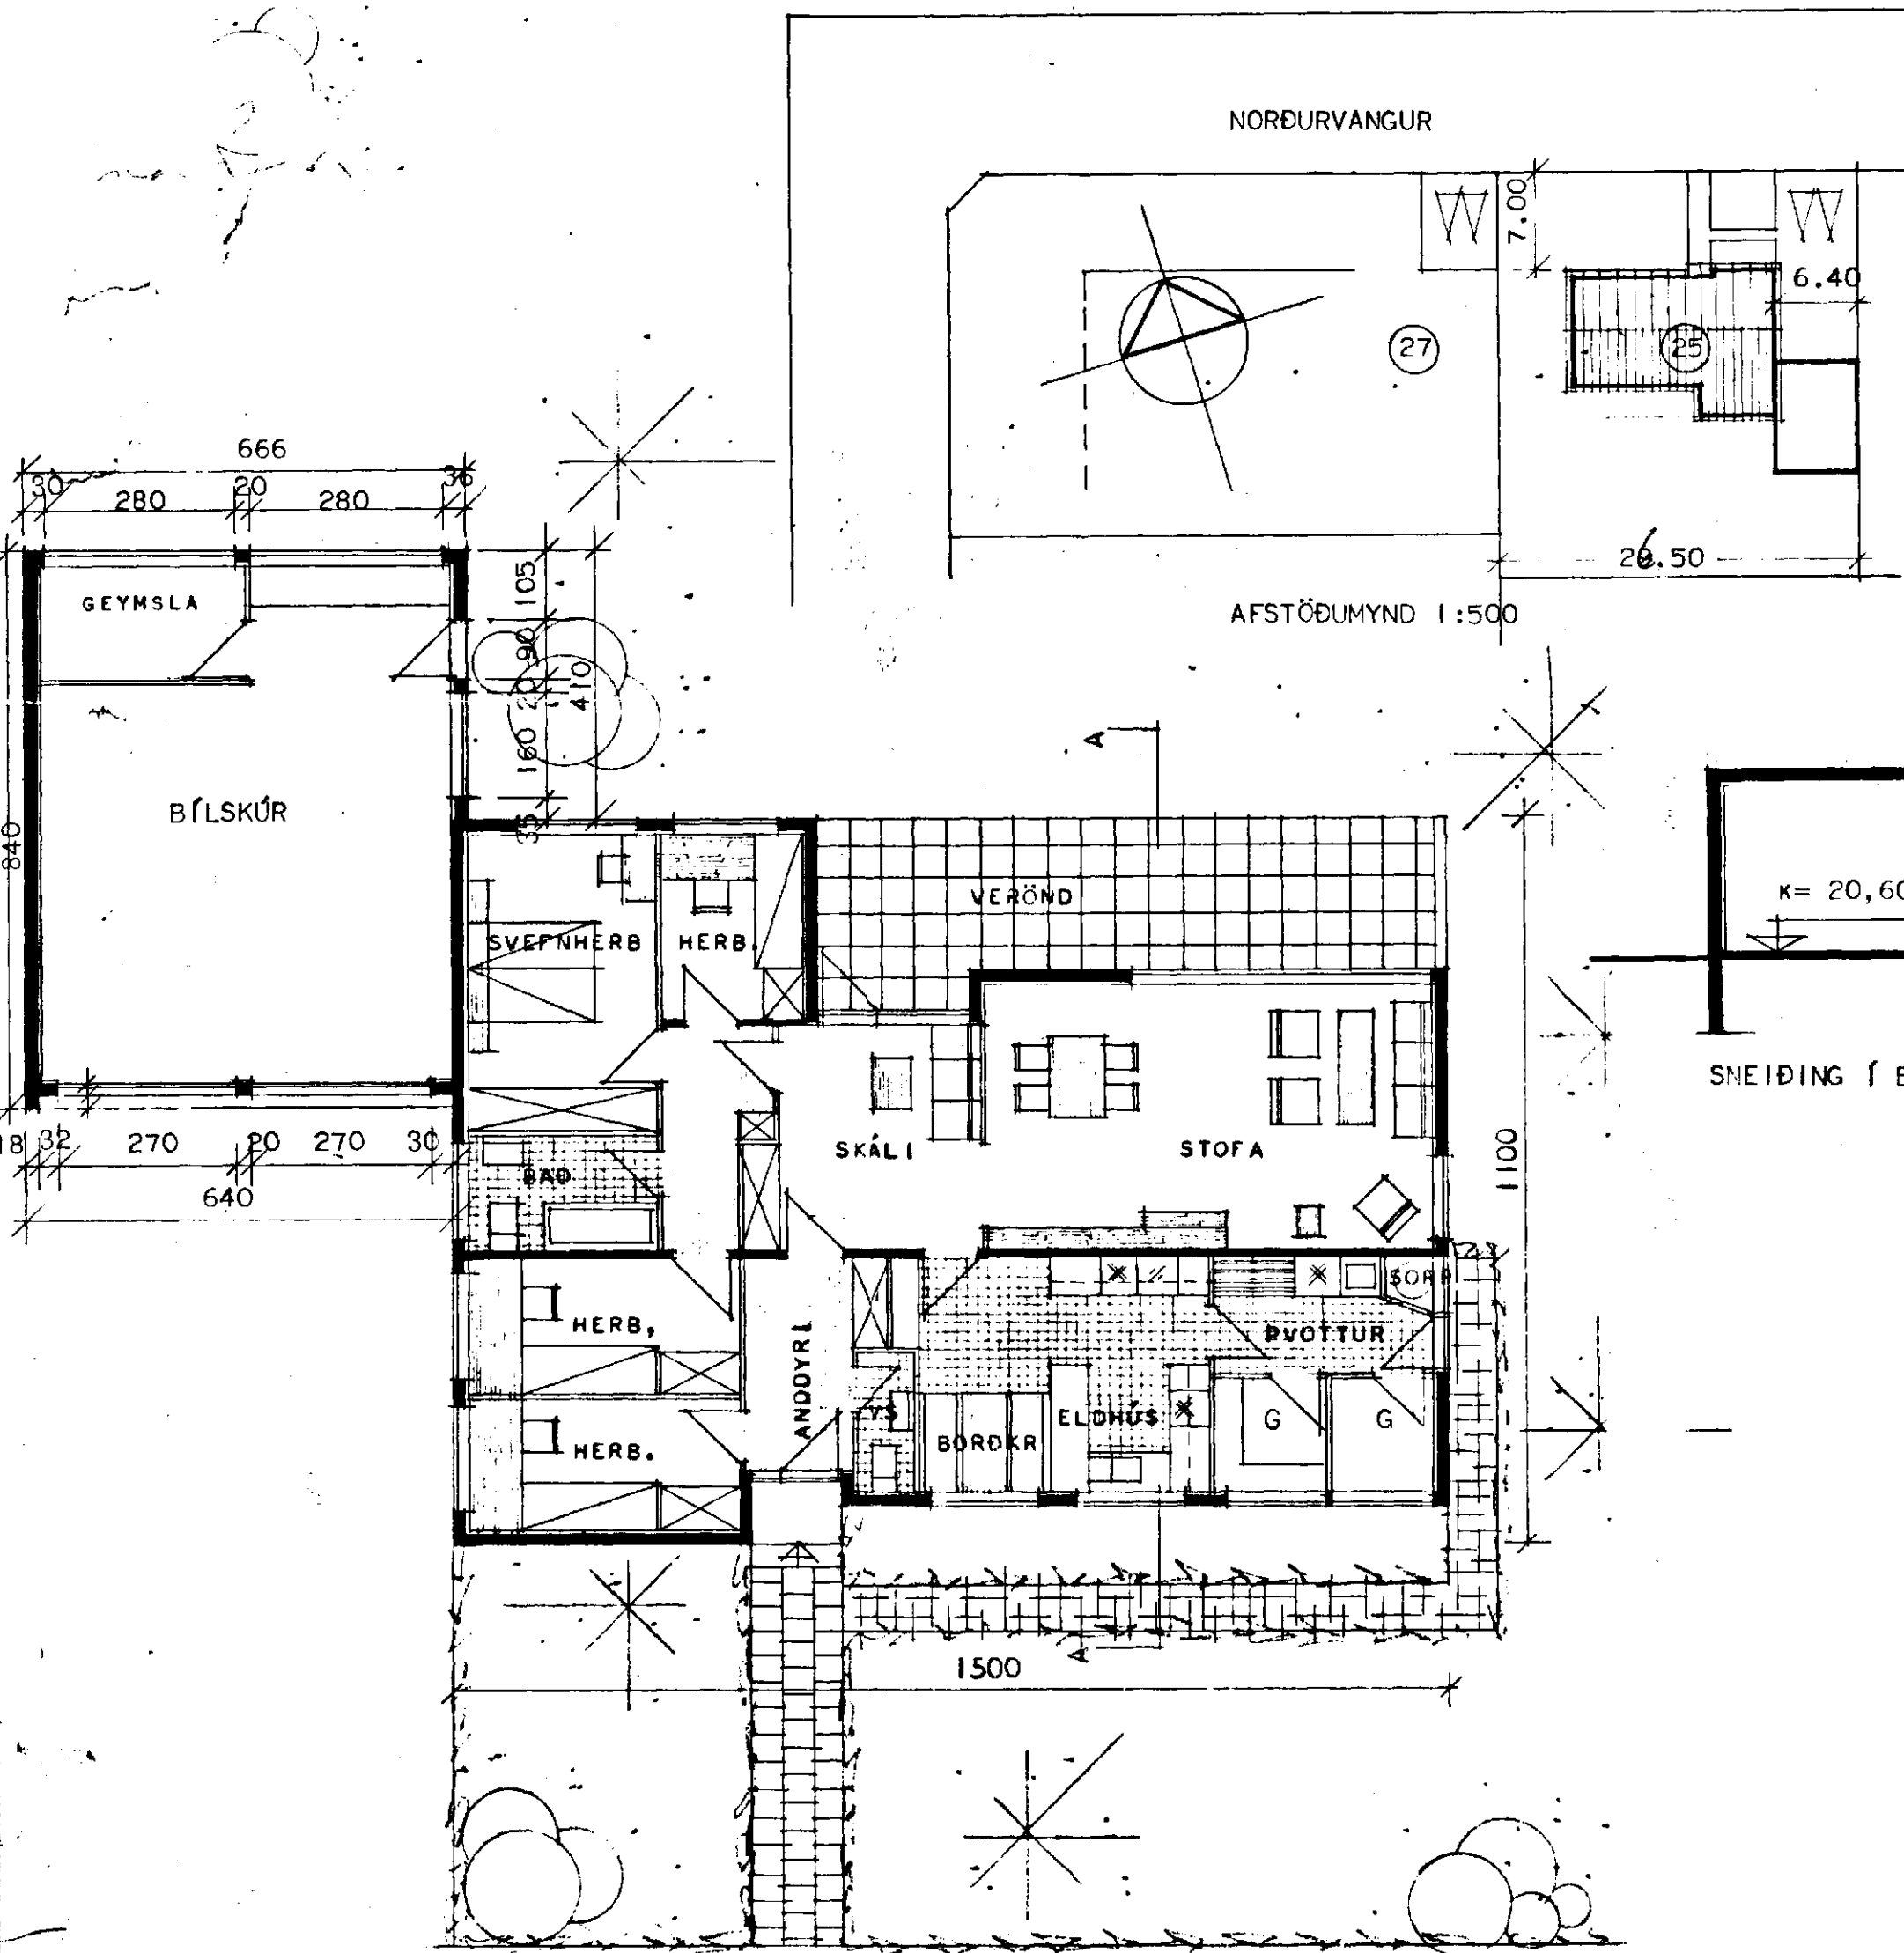 NORÐURVANGUR
7.00
6.40
27
25
26.50
AFSTÖÐUMYND 1:500
666
30 280 20 280 36
GEYMSLA
105
90
20
410
160
35
840
BÍLSKÚR
A
VERÖND
K= 20,60
SVEFNHERB HERB.
SNEIÐING Í B
18 32 270 20 270 30
640
BAÐ
SKÁLI
STOFA
1100
SORP
HERB,
ANDDYRI
ÞVOTTUR
HERB.
BORÐKR
ELDHÚS
G
G
A
1500